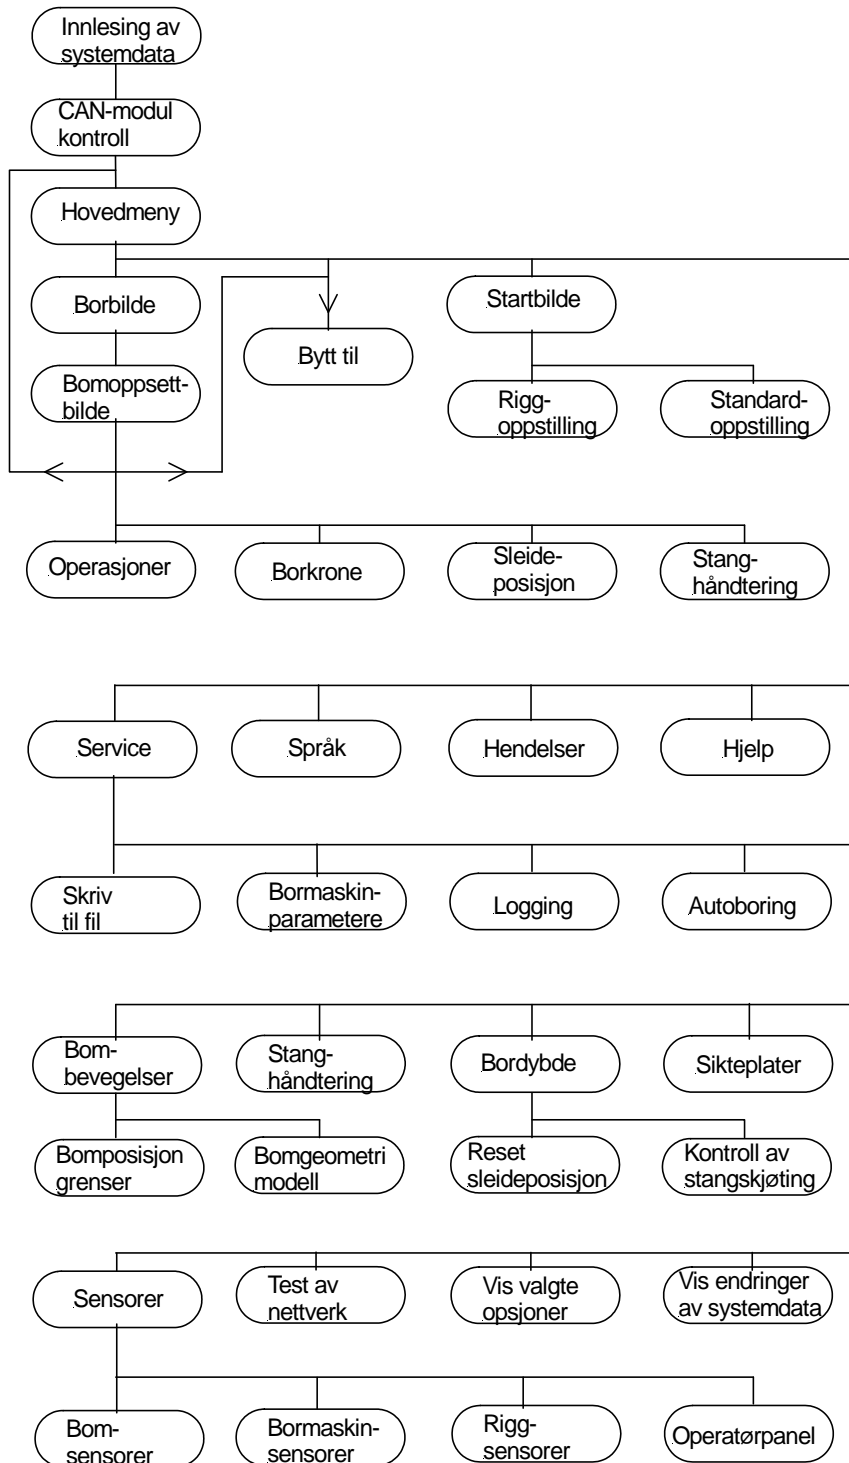 Innlesing av
systemdata
CAN-modul
kontroll
Hovedmeny
Borbilde
Bytt til
Startbilde
Bomoppsett-
bilde
Rigg-
oppstilling
Standard-
oppstilling
Operasjoner
Borkrone
Sleide-
posisjon
Stang-
håndtering
Service
Språk
Hendelser
Hjelp
Skriv
til fil
Bormaskin-
parametere
Logging
Autoboring
Bom-
bevegelser
Stang-
håndtering
Bordybde
Sikteplater
Bomposisjon
grenser
Bomgeometri
modell
Reset
sleideposisjon
Kontroll av
stangskjøting
Sensorer
Test av
nettverk
Vis valgte
opsjoner
Vis endringer
av systemdata
Bom-
sensorer
Bormaskin-
sensorer
Rigg-
sensorer
Operatørpanel